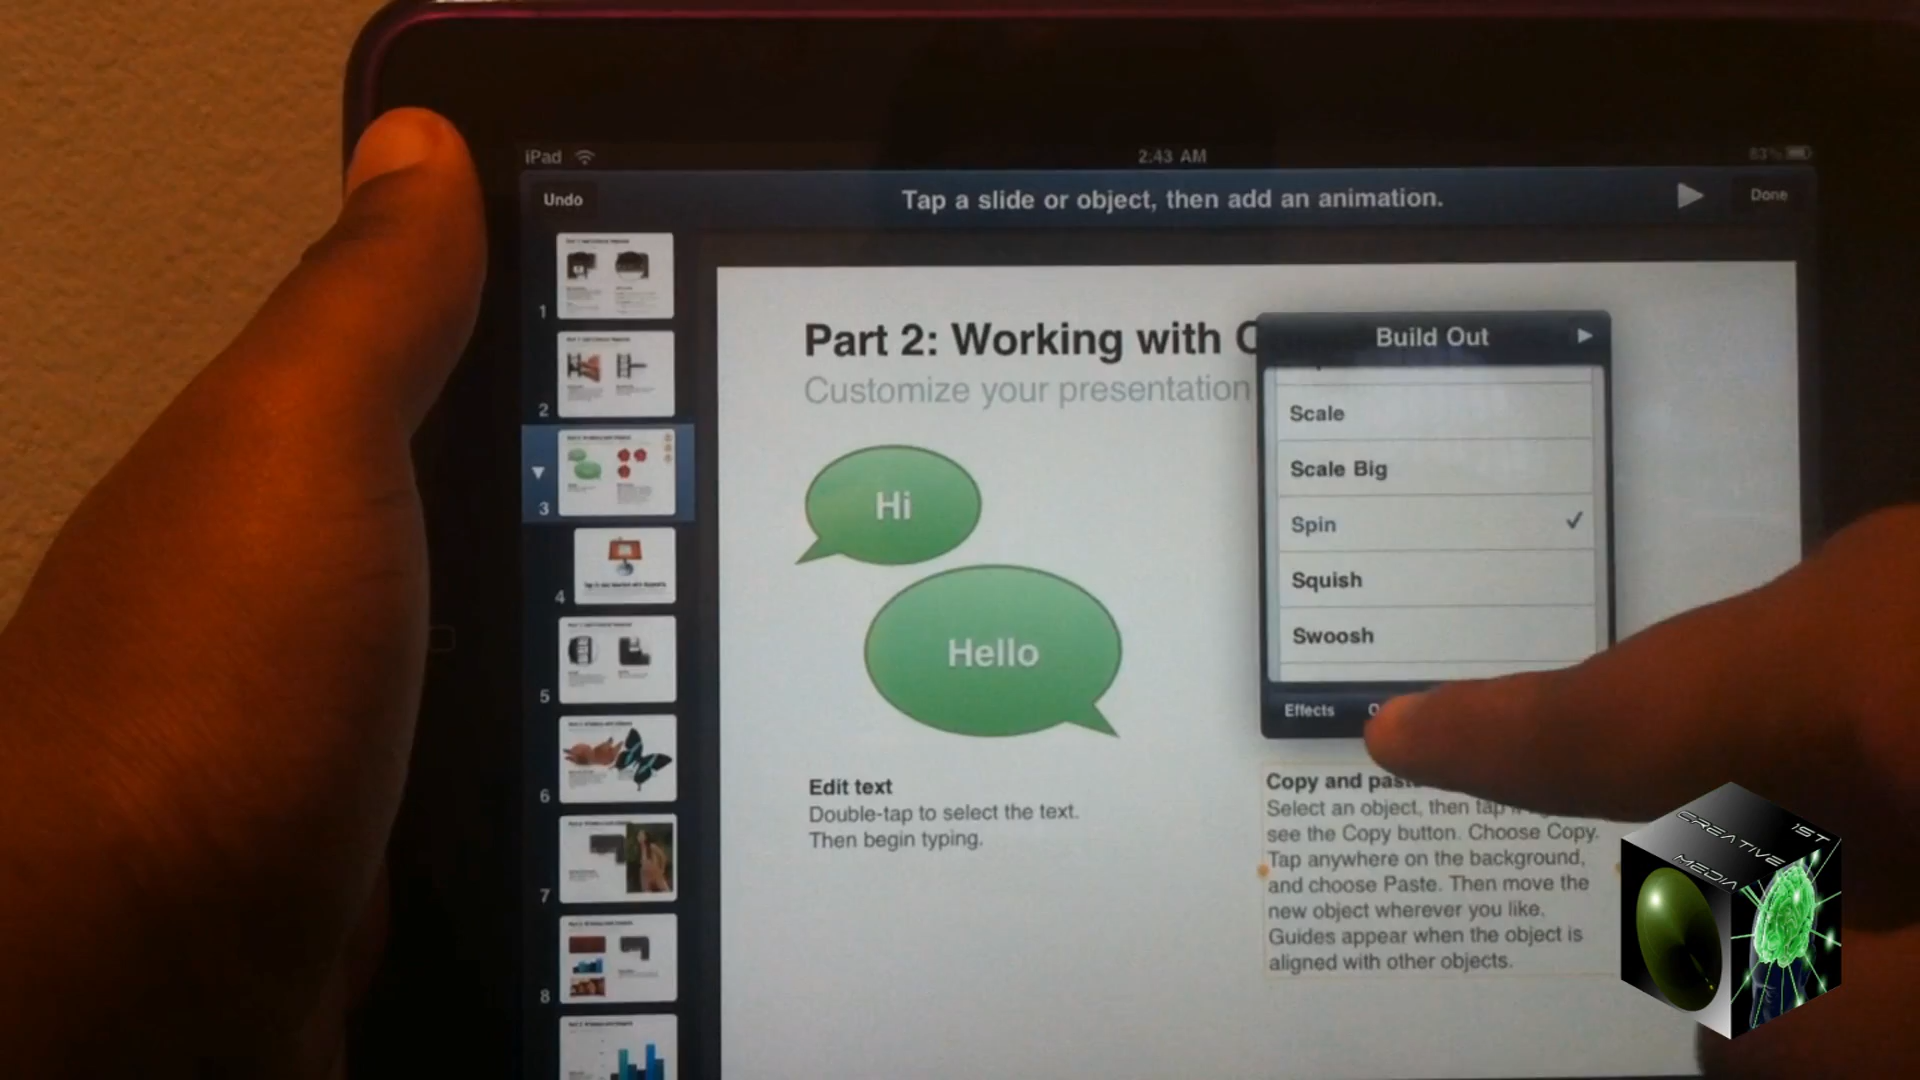 iPad
2:43 AM
83%
Undo
Tap a slide or object, then add an animation.
Done
1
2
3
4
5
6
7
8
Part 2: Working with
Customize your presentation
Hi
Hello
Edit text
Double-tap to select the text.
Then begin typing.
Build Out
Scale
Scale Big
Spin
Squish
Swoosh
Effects
Copy and
Select an object, then tap
see the Copy button. Choose Copy.
Tap anywhere on the background,
and choose Paste. Then move the
new object wherever you like.
Guides appear when the object is
aligned with other objects.
1ST
CREATIVE
MEDIA